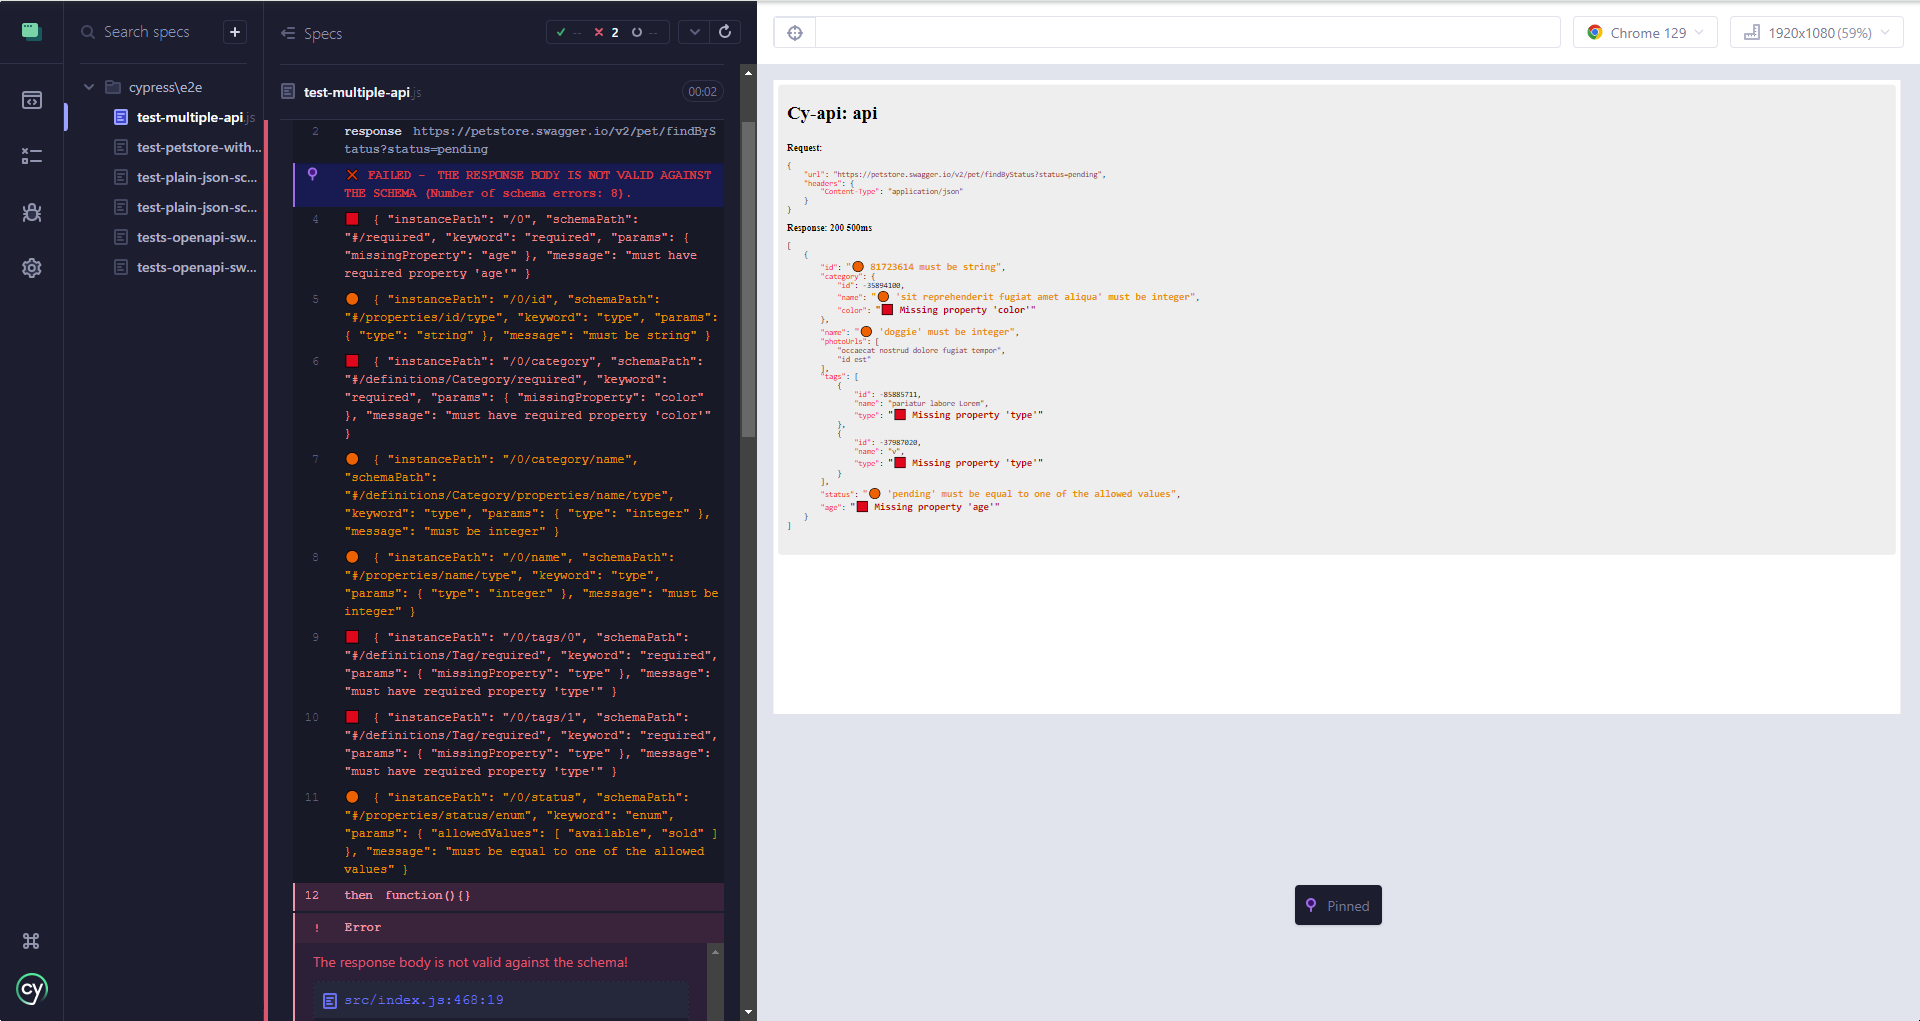 Search specs
+
cypress\e2e
test-multiple-api.js
test-petstore-with...
test-plain-json-sc...
test-plain-json-sc...
tests-openapi-sw...
tests-openapi-sw...
cy
Specs
-- 2 --
test-multiple-api.js 00:02
2 response https://petstore.swagger.io/v2/pet/findByS
tatus?status=pending
FAILED - THE RESPONSE BODY IS NOT VALID AGAINST
THE SCHEMA (Number of schema errors: 8).
4 { "instancePath": "/0", "schemaPath":
"#/required", "keyword": "required", "params": {
"missingProperty": "age" }, "message": "must have
required property 'age'" }
5 { "instancePath": "/0/id", "schemaPath":
"#/properties/id/type", "keyword": "type", "params":
{ "type": "string" }, "message": "must be string" }
6 { "instancePath": "/0/category", "schemaPath":
"#/definitions/Category/required", "keyword":
"required", "params": { "missingProperty": "color"
}, "message": "must have required property 'color'"
}
7 { "instancePath": "/0/category/name",
"schemaPath":
"#/definitions/Category/properties/name/type",
"keyword": "type", "params": { "type": "integer" },
"message": "must be integer" }
8 { "instancePath": "/0/name", "schemaPath":
"#/properties/name/type", "keyword": "type",
"params": { "type": "integer" }, "message": "must be
integer" }
9 { "instancePath": "/0/tags/0", "schemaPath":
"#/definitions/Tag/required", "keyword": "required",
"params": { "missingProperty": "type" }, "message":
"must have required property 'type'" }
10 { "instancePath": "/0/tags/1", "schemaPath":
"#/definitions/Tag/required", "keyword": "required",
"params": { "missingProperty": "type" }, "message":
"must have required property 'type'" }
11 { "instancePath": "/0/status", "schemaPath":
"#/properties/status/enum", "keyword": "enum",
"params": { "allowedValues": [ "available", "sold" ]
}, "message": "must be equal to one of the allowed
values" }
12 then function(){}
! Error
The response body is not valid against the schema!
src/index.js:468:19
Chrome 129
1920x1080 (59%)
Cy-api: api
Request:
{
"url": "https://petstore.swagger.io/v2/pet/findByStatus?status=pending",
"headers": {
"Content-Type": "application/json"
}
}
Response: 200 500ms
[
{
"id": "81723614 must be string",
"category": {
"id": -35894100,
"name": "'sit reprehenderit fugiat amet aliqua' must be integer",
"color": "Missing property 'color'"
},
"name": "'doggie' must be integer",
"photoUrls": [
"occaecat nostrud dolore fugiat tempor",
"id est"
],
"tags": [
{
"id": -85885711,
"name": "pariatur labore Lorem",
"type": "Missing property 'type'"
},
{
"id": -37987020,
"name": "v",
"type": "Missing property 'type'"
}
],
"status": "'pending' must be equal to one of the allowed values",
"age": "Missing property 'age'"
}
]
Pinned